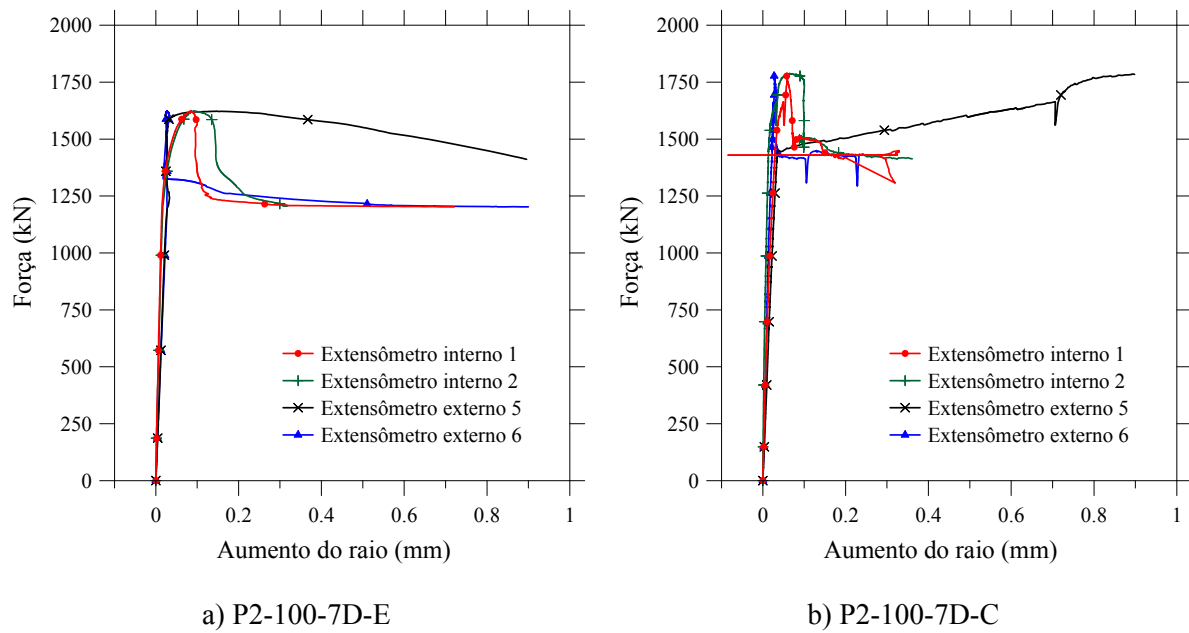 2000
1750
1500
1250
1000
750
500
250
0
Força (kN)
0 0.2 0.4 0.6 0.8 1
Aumento do raio (mm)
Extensômetro interno 1
Extensômetro interno 2
Extensômetro externo 5
Extensômetro externo 6
a) P2-100-7D-E
2000
1750
1500
1250
1000
750
500
250
0
Força (kN)
0 0.2 0.4 0.6 0.8 1
Aumento do raio (mm)
Extensômetro interno 1
Extensômetro interno 2
Extensômetro externo 5
Extensômetro externo 6
b) P2-100-7D-C